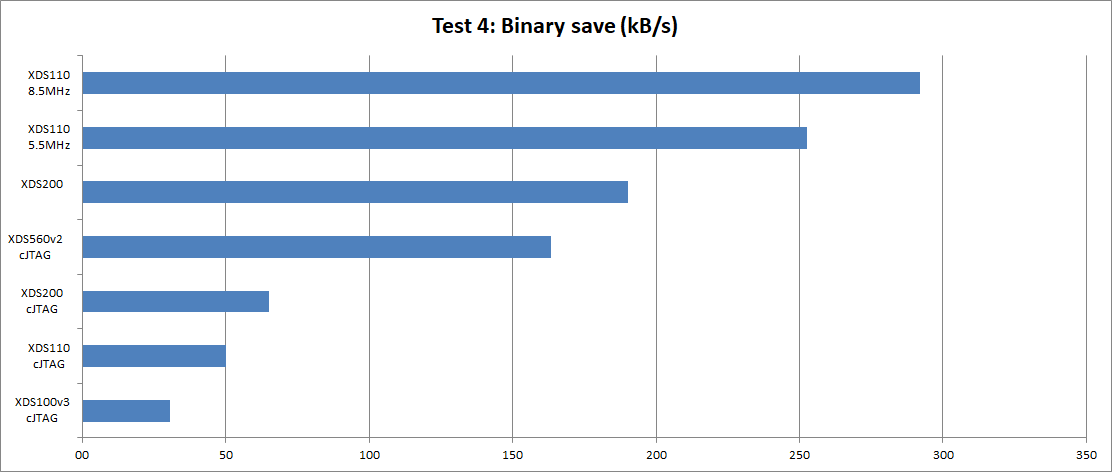 Test 4: Binary save (kB/s)
XDS110
8.5MHz
XDS110
5.5MHz
XDS200
XDS560v2
cJTAG
XDS200
cJTAG
XDS110
cJTAG
XDS100v3
cJTAG
00 50 100 150 200 250 300 350